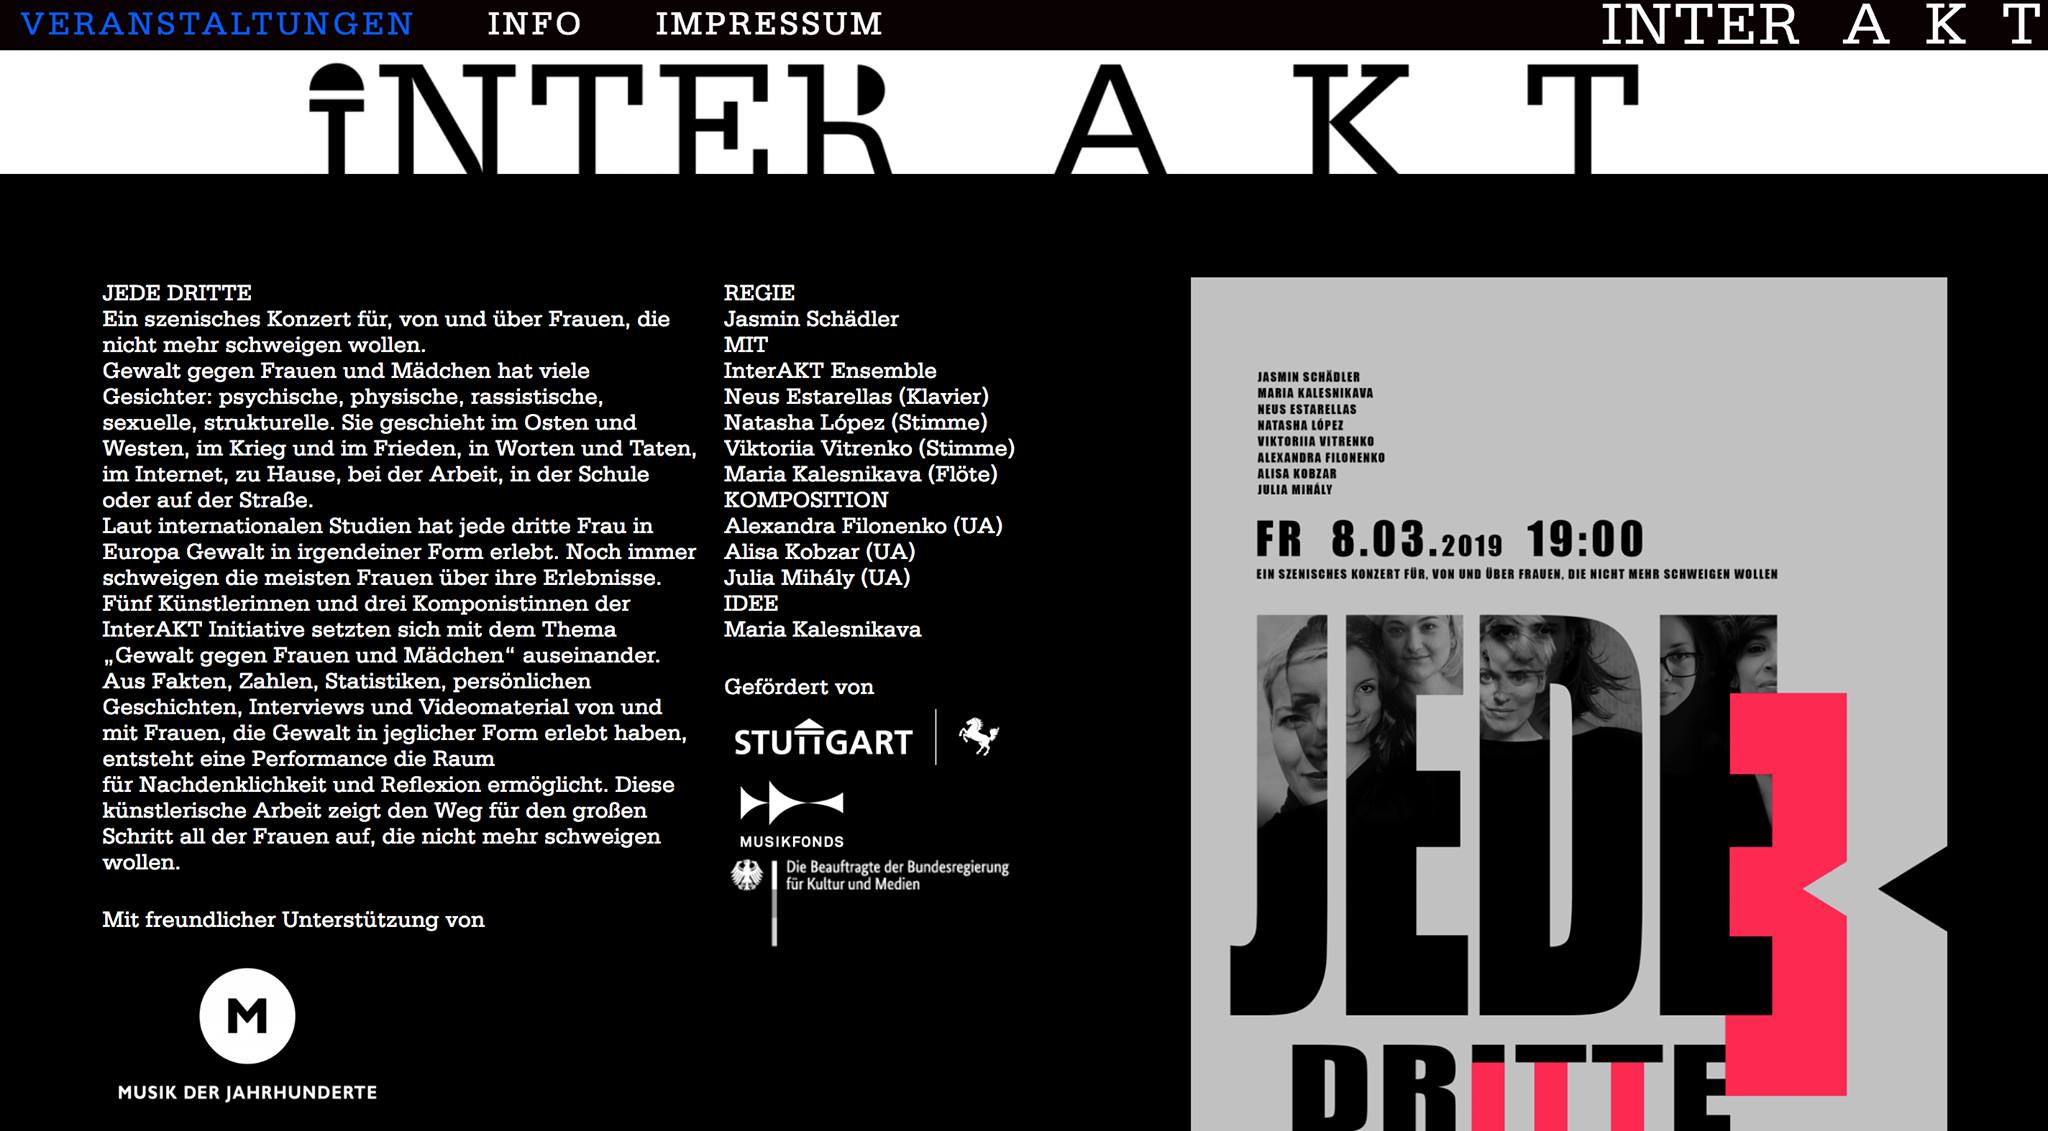 VERANSTALTUNGEN INFO IMPRESSUM INTER A K T
INTER A K T
JEDE DRITTE
Ein szenisches Konzert für, von und über Frauen, die
nicht mehr schweigen wollen.
Gewalt gegen Frauen und Mädchen hat viele
Gesichter: psychische, physische, rassistische,
sexuelle, strukturelle. Sie geschieht im Osten und
Westen, im Krieg und im Frieden, in Worten und Taten,
im Internet, zu Hause, bei der Arbeit, in der Schule
oder auf der Straße.
Laut internationalen Studien hat jede dritte Frau in
Europa Gewalt in irgendeiner Form erlebt. Noch immer
schweigen die meisten Frauen über ihre Erlebnisse.
Fünf Künstlerinnen und drei Komponistinnen der
InterAKT Initiative setzten sich mit dem Thema
„Gewalt gegen Frauen und Mädchen“ auseinander.
Aus Fakten, Zahlen, Statistiken, persönlichen
Geschichten, Interviews und Videomaterial von und
mit Frauen, die Gewalt in jeglicher Form erlebt haben,
entsteht eine Performance die Raum
für Nachdenklichkeit und Reflexion ermöglicht. Diese
künstlerische Arbeit zeigt den Weg für den großen
Schritt all der Frauen auf, die nicht mehr schweigen
wollen.
Mit freundlicher Unterstützung von
M
MUSIK DER JAHRHUNDERTE
REGIE
Jasmin Schädler
MIT
InterAKT Ensemble
Neus Estarellas (Klavier)
Natasha López (Stimme)
Viktoriia Vitrenko (Stimme)
Maria Kalesnikava (Flöte)
KOMPOSITION
Alexandra Filonenko (UA)
Alisa Kobzar (UA)
Julia Mihály (UA)
IDEE
Maria Kalesnikava
Gefördert von
STUTTGART
MUSIKFONDS
Die Beauftragte der Bundesregierung
für Kultur und Medien
JASMIN SCHÄDLER
MARIA KALESNIKAVA
NEUS ESTARELLAS
NATASHA LÓPEZ
VIKTORIIA VITRENKO
ALEXANDRA FILONENKO
ALISA KOBZAR
JULIA MIHÁLY
FR 8.03.2019 19:00
EIN SZENISCHES KONZERT FÜR, VON UND ÜBER FRAUEN, DIE NICHT MEHR SCHWEIGEN WOLLEN
JEDE 3
DRITTE